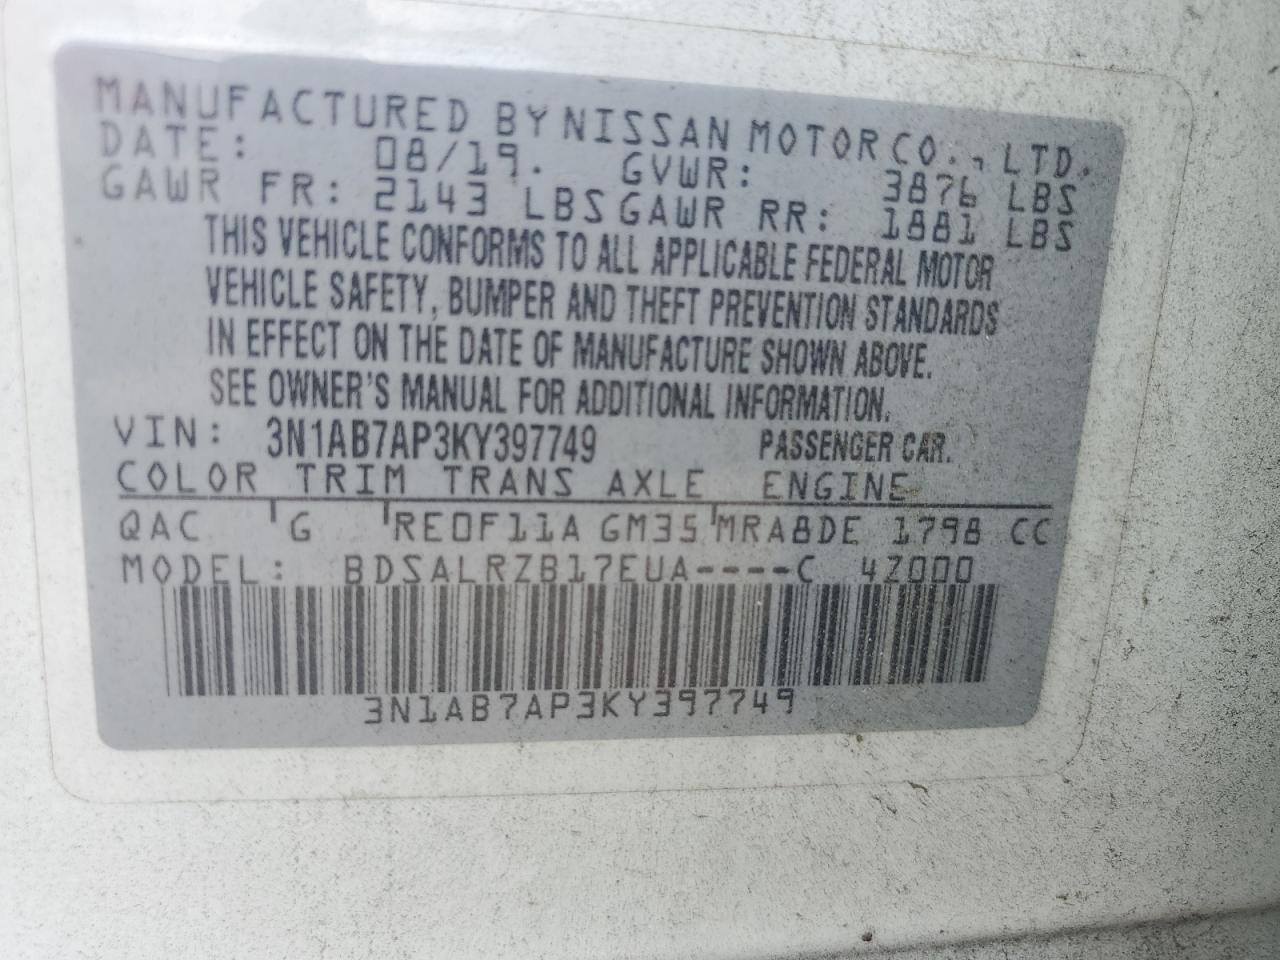 MANUFACTURED BY NISSAN MOTOR CO., LTD.
DATE: 08/19. GVWR: 3876 LBS
GAWR FR: 2143 LBS GAWR RR: 1881 LBS
THIS VEHICLE CONFORMS TO ALL APPLICABLE FEDERAL MOTOR
VEHICLE SAFETY, BUMPER AND THEFT PREVENTION STANDARDS
IN EFFECT ON THE DATE OF MANUFACTURE SHOWN ABOVE.
SEE OWNER'S MANUAL FOR ADDITIONAL INFORMATION.
VIN: 3N1AB7AP3KY397749 PASSENGER CAR.
COLOR TRIM TRANS AXLE ENGINE
QAC G RE0F11A GM35 MRA8DE 1798 CC
MODEL: BDSALRZB17EUA----C 4Z000
3N1AB7AP3KY397749